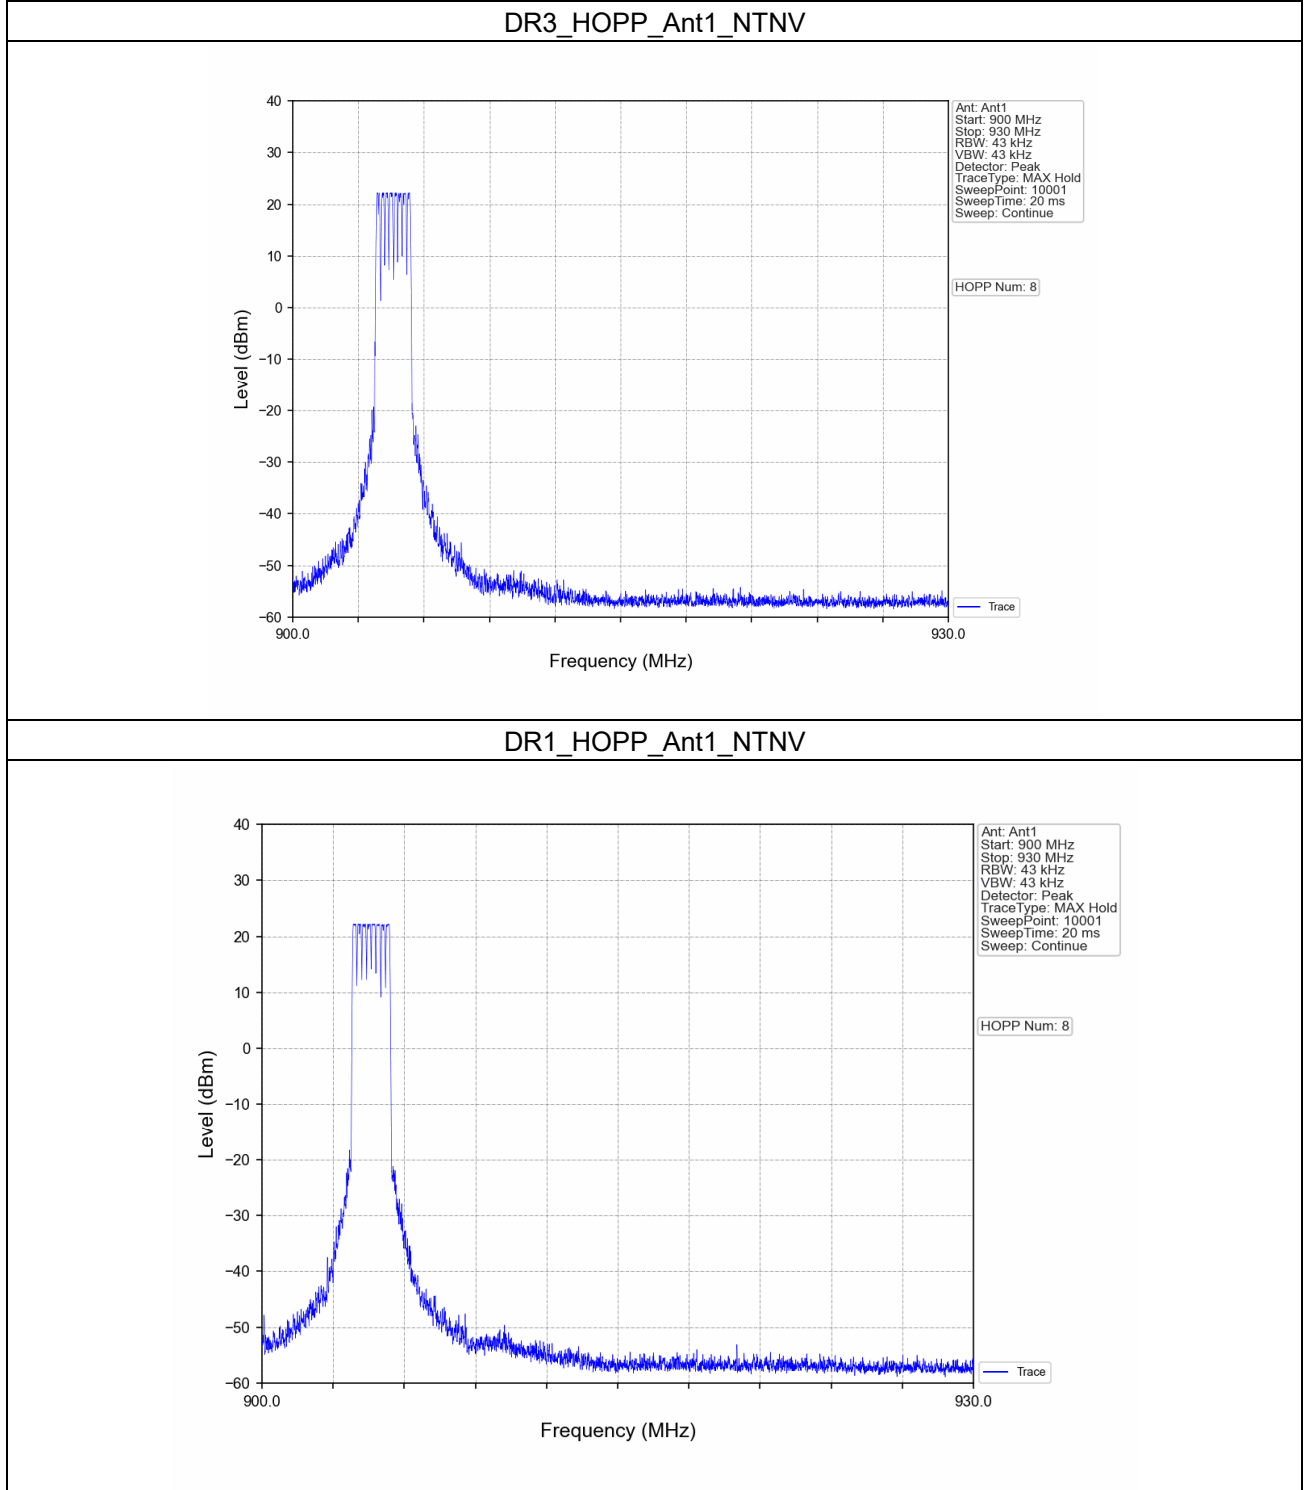 DR3_HOPP_Ant1_NTNV
40
30
20
10
0
−10
−20
−30
−40
−50
−60
Level (dBm)
900.0
930.0
Frequency (MHz)
Ant: Ant1
Start: 900 MHz
Stop: 930 MHz
RBW: 43 kHz
VBW: 43 kHz
Detector: Peak
TraceType: MAX Hold
SweepPoint: 10001
SweepTime: 20 ms
Sweep: Continue
HOPP Num: 8
Trace
DR1_HOPP_Ant1_NTNV
40
30
20
10
0
−10
−20
−30
−40
−50
−60
Level (dBm)
900.0
930.0
Frequency (MHz)
Ant: Ant1
Start: 900 MHz
Stop: 930 MHz
RBW: 43 kHz
VBW: 43 kHz
Detector: Peak
TraceType: MAX Hold
SweepPoint: 10001
SweepTime: 20 ms
Sweep: Continue
HOPP Num: 8
Trace